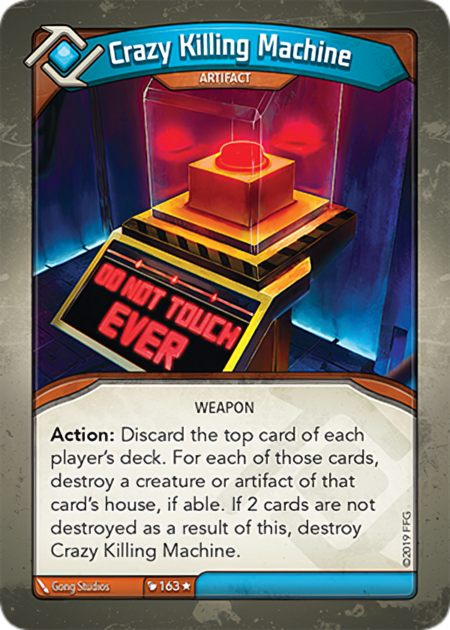 Crazy Killing Machine
ARTIFACT
DO NOT TOUCH
EVER
WEAPON
Action: Discard the top card of each
player's deck. For each of those cards,
destroy a creature or artifact of that
card's house, if able. If 2 cards are not
destroyed as a result of this, destroy
Crazy Killing Machine.
©2019 FFG
Gong Studios
163